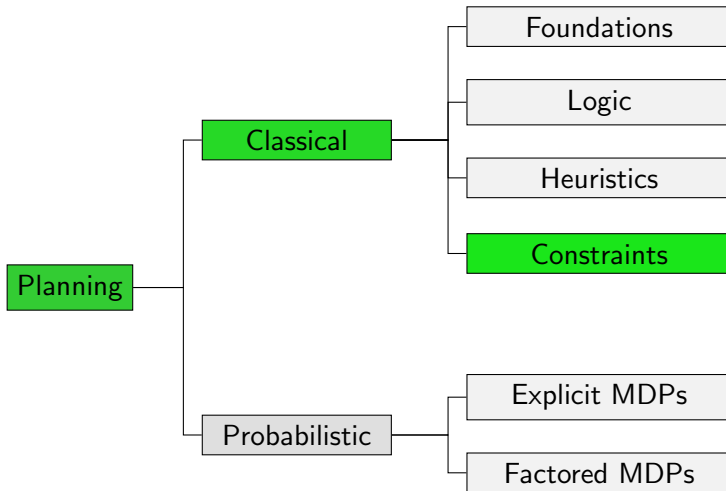 Foundations
Logic
Classical
Heuristics
Constraints
Planning
Explicit MDPs
Probabilistic
Factored MDPs